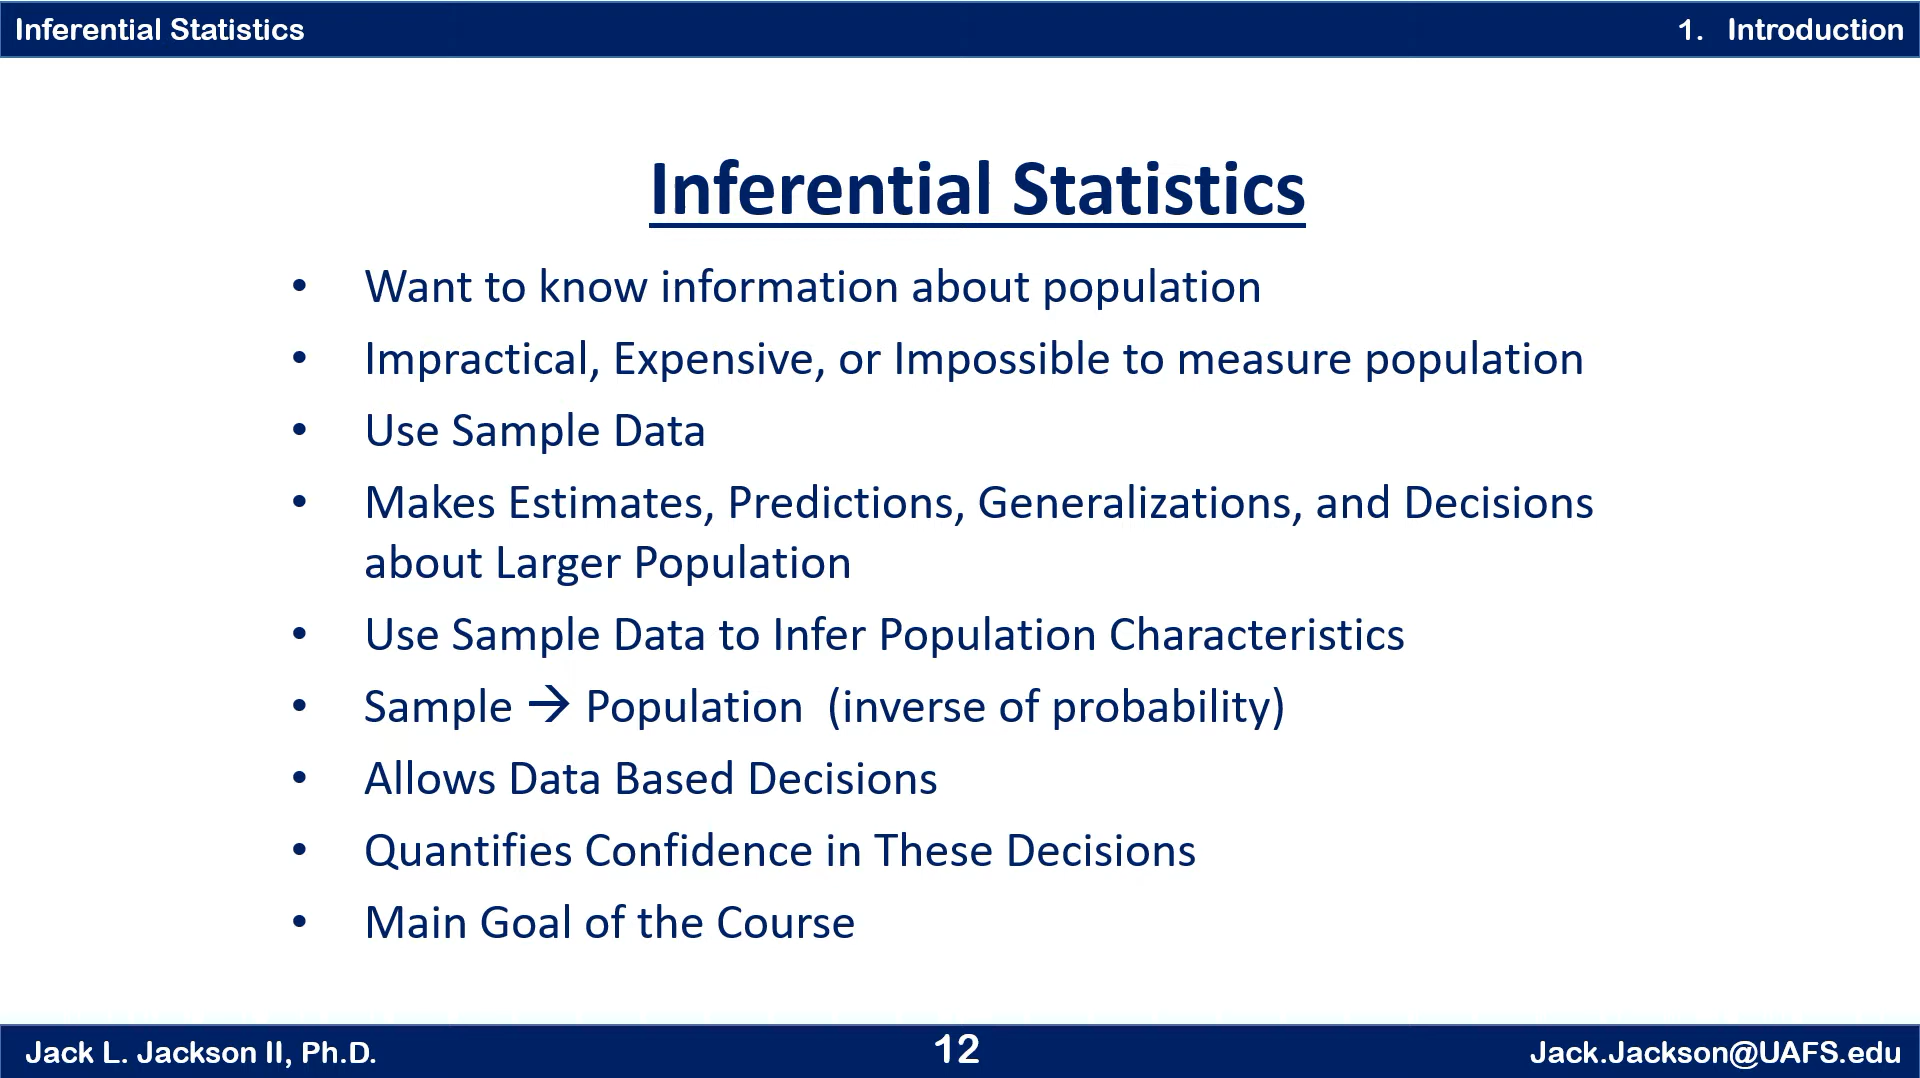 Inferential Statistics
1. Introduction
Inferential Statistics
• Want to know information about population
• Impractical, Expensive, or Impossible to measure population
• Use Sample Data
• Makes Estimates, Predictions, Generalizations, and Decisions
about Larger Population
• Use Sample Data to Infer Population Characteristics
• Sample → Population (inverse of probability)
• Allows Data Based Decisions
• Quantifies Confidence in These Decisions
• Main Goal of the Course
Jack L. Jackson II, Ph.D.
12
Jack.Jackson@UAFS.edu